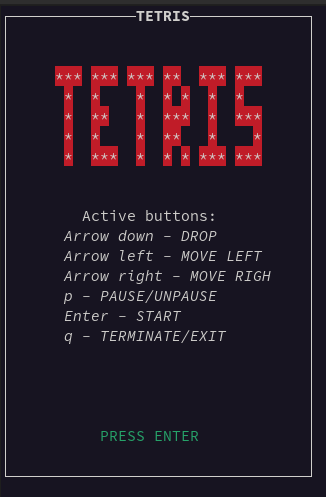 TETRIS
TETRIS
Active buttons:
Arrow down - DROP
Arrow left - MOVE LEFT
Arrow right - MOVE RIGH
p - PAUSE/UNPAUSE
Enter - START
q - TERMINATE/EXIT
PRESS ENTER